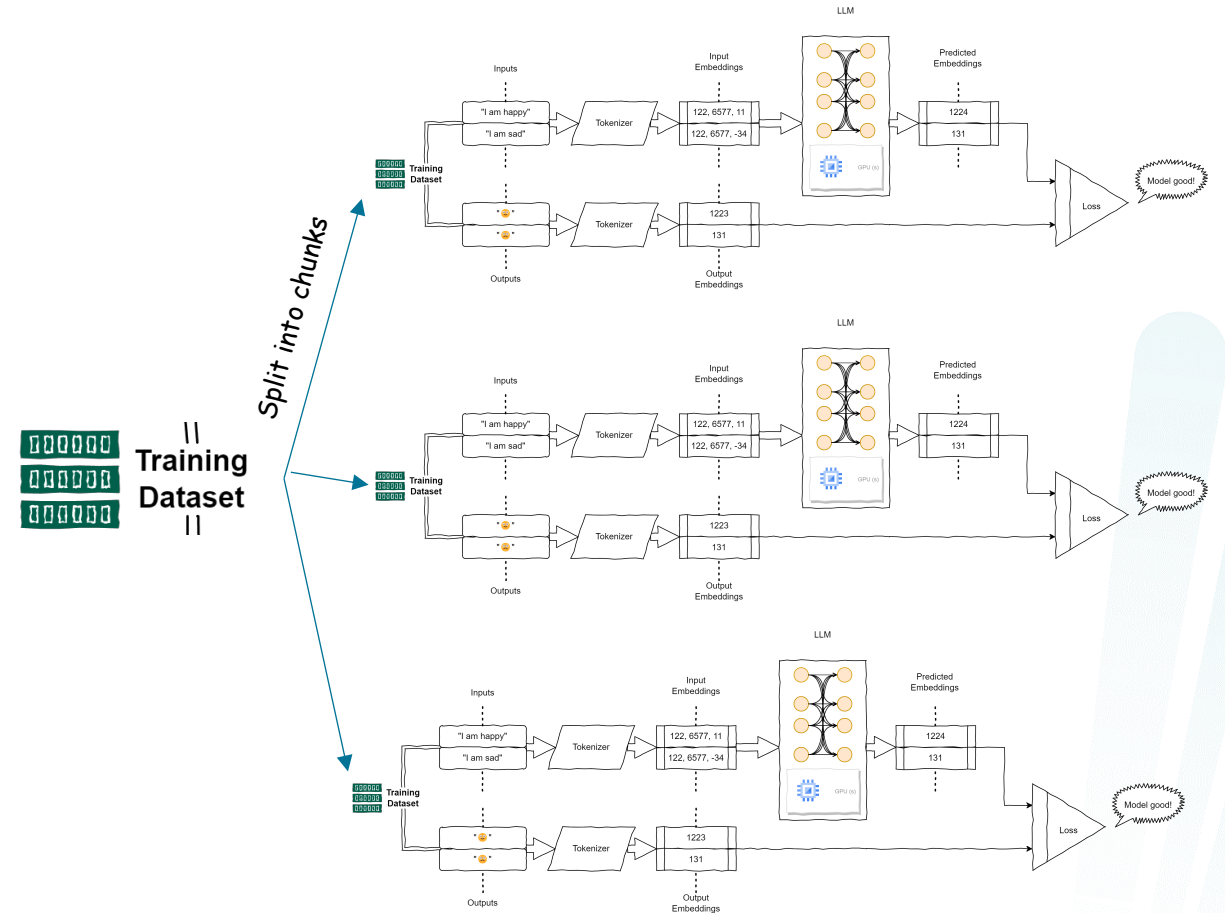 Split into chunks
Training
Dataset
LLM
Inputs
Input
Embeddings
Predicted
Embeddings
"I am happy"
"I am sad"
Tokenizer
122, 6577, 11
122, 6577, -34
1224
131
GPU (s)
Training
Dataset
"😀"
"😀"
Tokenizer
1223
131
Loss
Model good!
Outputs
Output
Embeddings
LLM
Inputs
Input
Embeddings
Predicted
Embeddings
"I am happy"
"I am sad"
Tokenizer
122, 6577, 11
122, 6577, -34
1224
131
GPU (s)
Training
Dataset
"😀"
"😀"
Tokenizer
1223
131
Loss
Model good!
Outputs
Output
Embeddings
LLM
Inputs
Input
Embeddings
Predicted
Embeddings
"I am happy"
"I am sad"
Tokenizer
122, 6577, 11
122, 6577, -34
1224
131
GPU (s)
Training
Dataset
"😀"
"😀"
Tokenizer
1223
131
Loss
Model good!
Outputs
Output
Embeddings